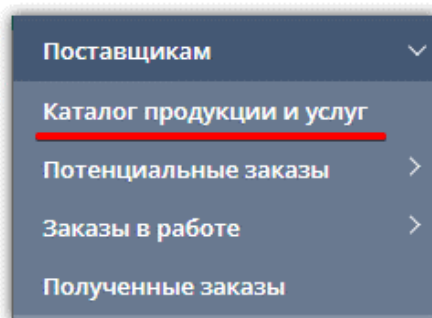 Поставщикам
Каталог продукции и услуг
Потенциальные заказы
Заказы в работе
Полученные заказы